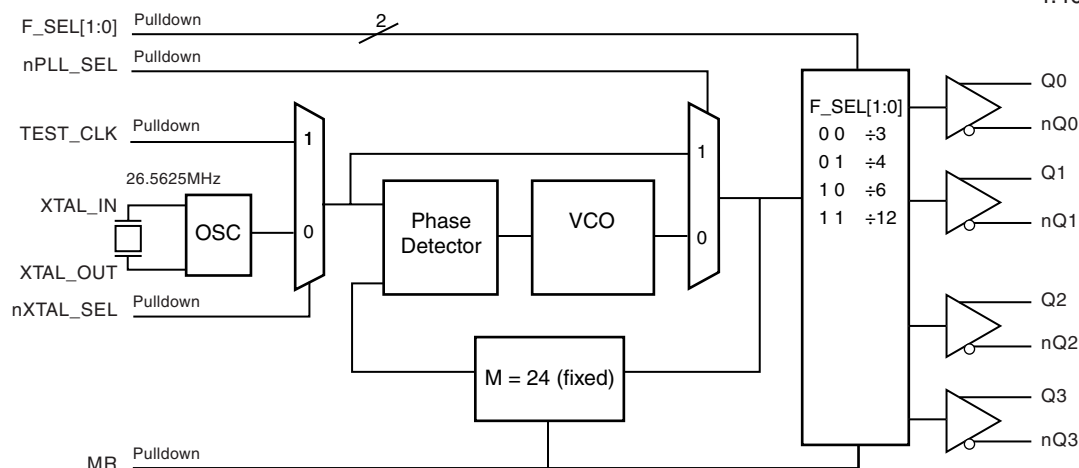 F_SEL[1:0] Pulldown 2
nPLL_SEL Pulldown
TEST_CLK Pulldown
26.5625MHz
XTAL_IN
OSC
XTAL_OUT
nXTAL_SEL Pulldown
1
0
Phase
Detector
VCO
1
0
M = 24 (fixed)
F_SEL[1:0]
0 0 ÷3
0 1 ÷4
1 0 ÷6
1 1 ÷12
Q0
nQ0
Q1
nQ1
Q2
nQ2
Q3
nQ3
MR Pulldown